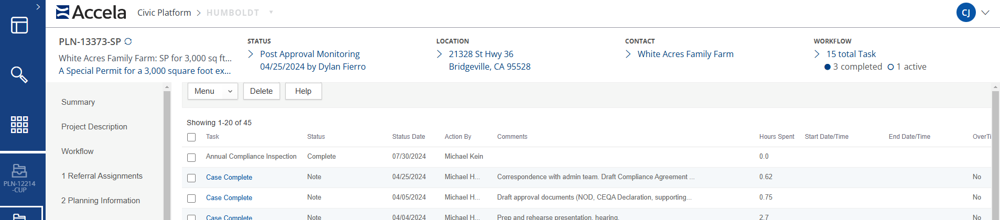 Accela Civic Platform > HUMBOLDT
CJ
PLN-13373-SP
White Acres Family Farm: SP for 3,000 sq ft...
A Special Permit for a 3,000 square foot ex...
STATUS
Post Approval Monitoring
04/25/2024 by Dylan Fierro
LOCATION
21328 St Hwy 36
Bridgeville, CA 95528
CONTACT
White Acres Family Farm
WORKFLOW
15 total Task
3 completed 1 active
PLN-12214
-CUP
Summary
Project Description
Workflow
1 Referral Assignments
2 Planning Information
Menu Delete Help
Showing 1-20 of 45
Task Status Status Date Action By Comments Hours Spent Start Date/Time End Date/Time OverTi
Annual Compliance Inspection Complete 07/30/2024 Michael Kein 0.0
Case Complete Note 04/25/2024 Michael H... Correspondence with admin team. Draft Compliance Agreement ... 0.62 No
Case Complete Note 04/05/2024 Michael H... Draft approval documents (NOD, CEQA Declaration, supporting... 0.75 No
Case Complete Note 04/04/2024 Michael H... Prep and rehearse presentation, hearing. 2.7 No